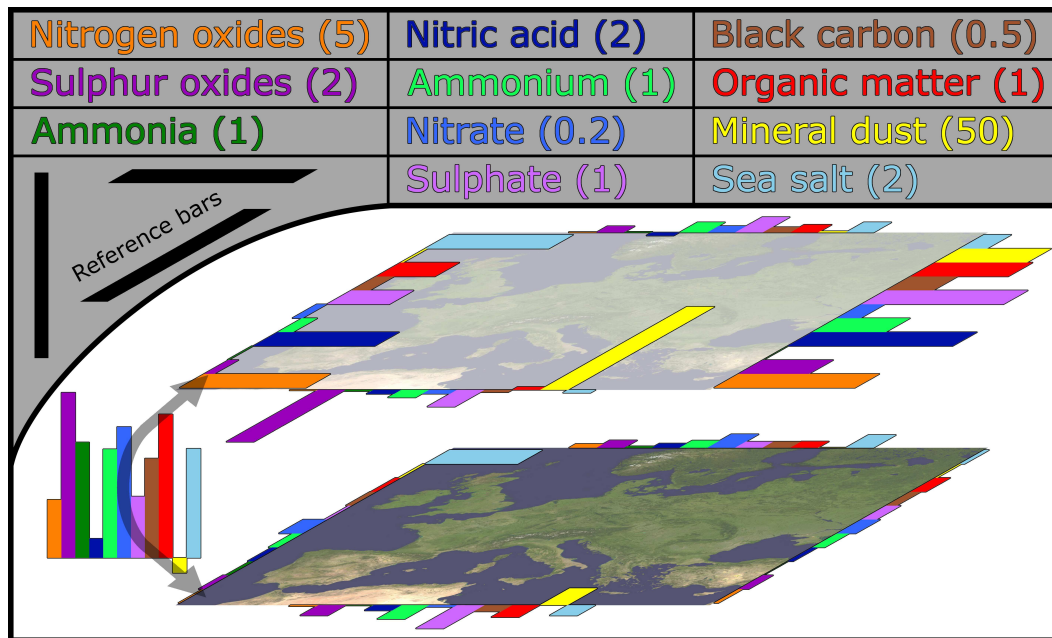 Nitrogen oxides (5)
Nitric acid (2)
Black carbon (0.5)
Sulphur oxides (2)
Ammonium (1)
Organic matter (1)
Ammonia (1)
Nitrate (0.2)
Mineral dust (50)
Sulphate (1)
Sea salt (2)
Reference bars